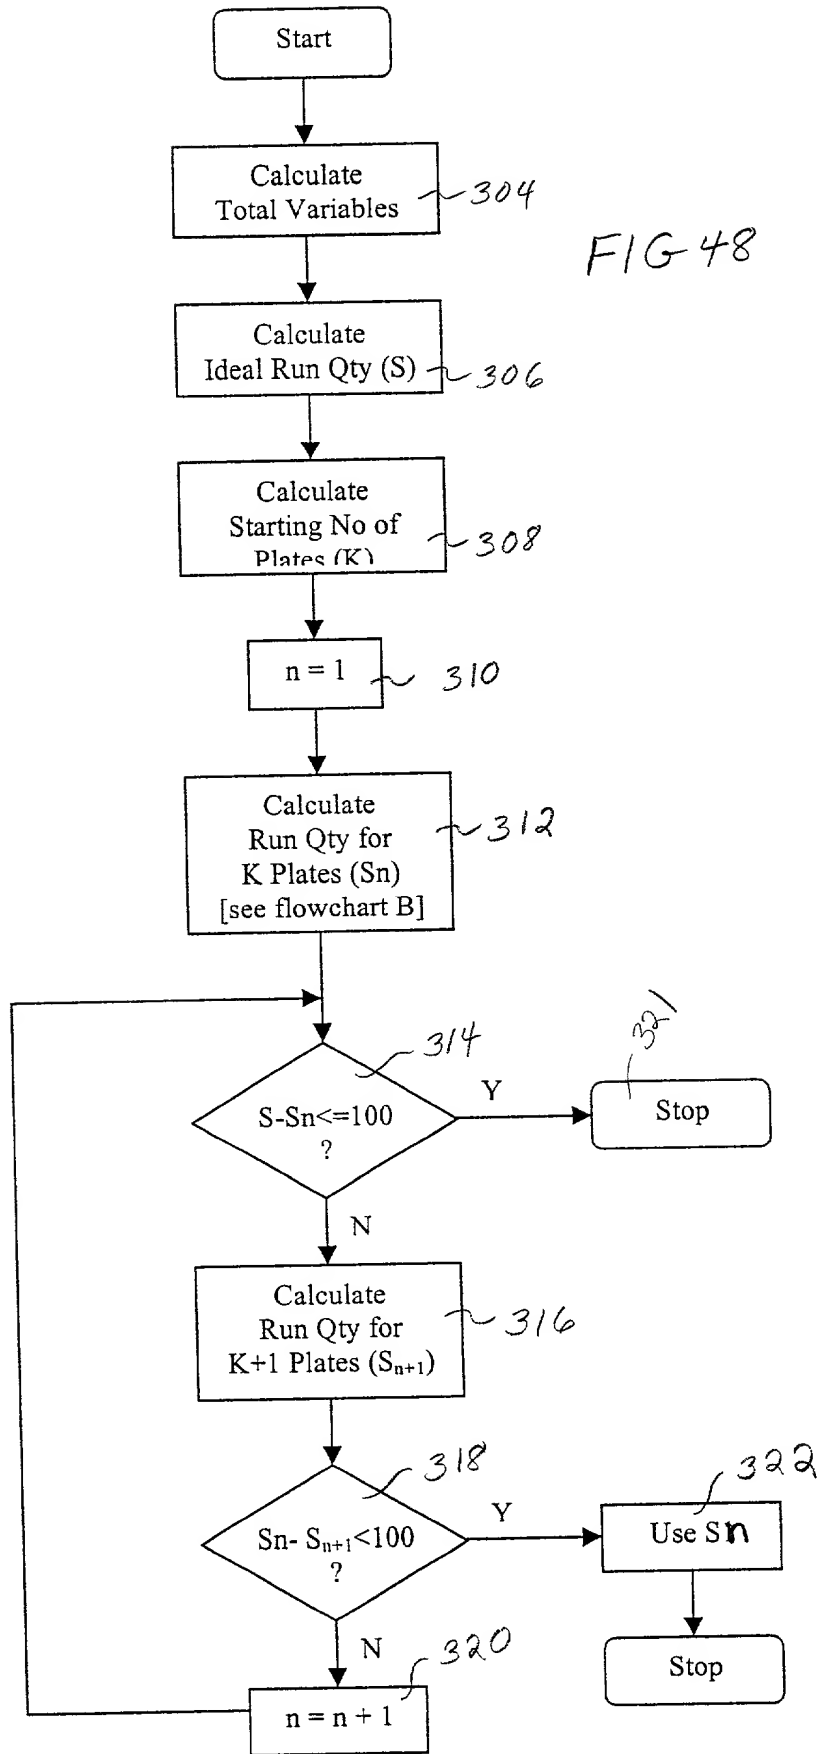 Start
Calculate
Total Variables
304
FIG 48
Calculate
Ideal Run Qty (S)
306
Calculate
Starting No of
Plates (K)
308
n = 1
310
Calculate
Run Qty for
K Plates (Sn)
[see flowchart B]
312
314
321
S-Sn<=100
?
Y
Stop
N
Calculate
Run Qty for
K+1 Plates (Sₙ₊₁)
316
318
322
Sn- Sₙ₊₁<100
?
Y
Use Sn
N
320
Stop
n = n + 1